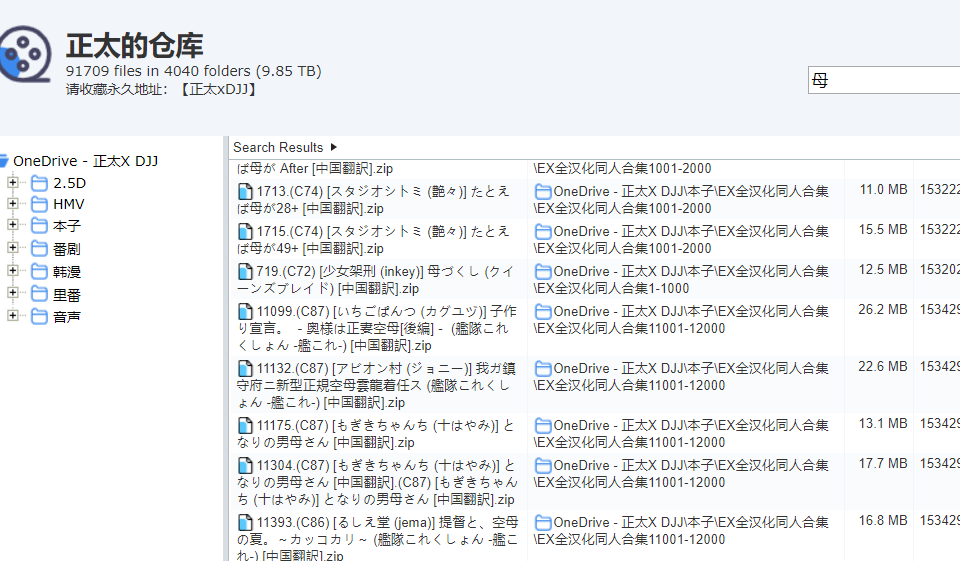 正太的仓库
91709 files in 4040 folders (9.85 TB)
请收藏永久地址：【正太xDJJ】
母
OneDrive - 正太X DJJ
2.5D
HMV
本子
番剧
韩漫
里番
音声
Search Results
ば母が After [中国翻訳].zip
\EX全汉化同人合集1001-2000
1713.(C74) [スタジオシトミ (艶々)] たとえ
ば母が28+ [中国翻訳].zip
OneDrive - 正太X DJJ\本子\EX全汉化同人合集
\EX全汉化同人合集1001-2000
11.0 MB
153222
1715.(C74) [スタジオシトミ (艶々)] たとえ
ば母が49+ [中国翻訳].zip
OneDrive - 正太X DJJ\本子\EX全汉化同人合集
\EX全汉化同人合集1001-2000
15.5 MB
153222
719.(C72) [少女架刑 (inkey)] 母づくし (クイ
ーンズブレイド) [中国翻訳].zip
OneDrive - 正太X DJJ\本子\EX全汉化同人合集
\EX全汉化同人合集1-1000
12.5 MB
153202
11099.(C87) [いちごぱんつ (カグユヅ)] 子作
り宣言。 - 奥様は正妻空母[後編] - (艦隊これ
くしょん -艦これ-) [中国翻訳].zip
OneDrive - 正太X DJJ\本子\EX全汉化同人合集
\EX全汉化同人合集11001-12000
26.2 MB
153429
11132.(C87) [アビオン村 (ジョニー)] 我ガ鎮
守府ニ新型正規空母雲龍着任ス (艦隊これくし
ょん -艦これ-) [中国翻訳].zip
OneDrive - 正太X DJJ\本子\EX全汉化同人合集
\EX全汉化同人合集11001-12000
22.6 MB
153429
11175.(C87) [もぎきちゃんち (十はやみ)] と
なりの男母さん [中国翻訳].zip
OneDrive - 正太X DJJ\本子\EX全汉化同人合集
\EX全汉化同人合集11001-12000
13.1 MB
153429
11304.(C87) [もぎきちゃんち (十はやみ)] と
なりの男母さん [中国翻訳].(C87) [もぎきちゃん
ち (十はやみ)] となりの男母さん [中国翻訳].zip
OneDrive - 正太X DJJ\本子\EX全汉化同人合集
\EX全汉化同人合集11001-12000
17.7 MB
153429
11393.(C86) [るしえ堂 (jema)] 提督と、空母
の夏。～カッコカリ～ (艦隊これくしょん -艦こ
れ-) [中国翻訳].zip
OneDrive - 正太X DJJ\本子\EX全汉化同人合集
\EX全汉化同人合集11001-12000
16.8 MB
153429